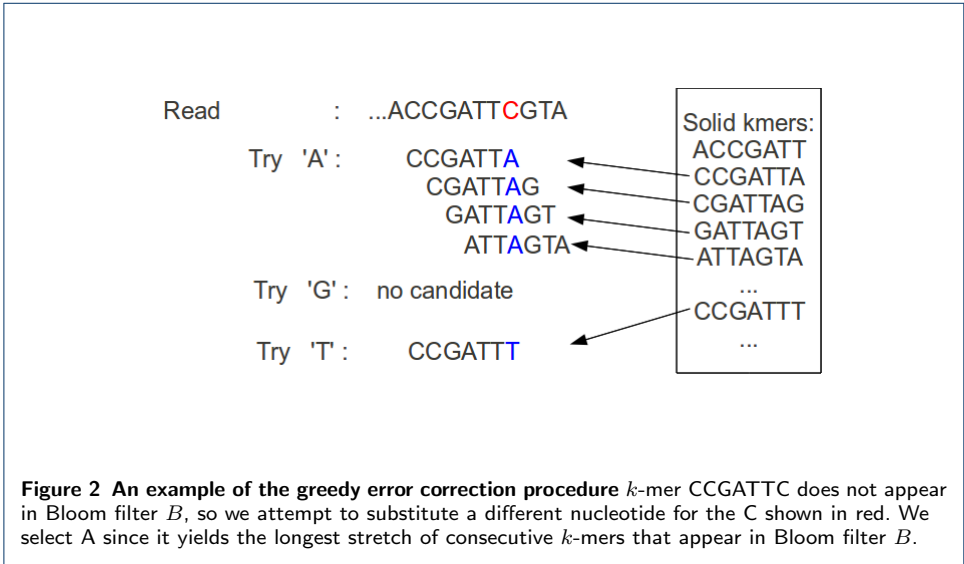 Read : ...ACCGATTCGTA
Try 'A' : CCGATTA
CGATTAG
GATTAGT
ATTAGTA
Try 'G' : no candidate
Try 'T' : CCGATTT
Solid kmers:
ACCGATT
CCGATTA
CGATTAG
GATTAGT
ATTAGTA
...
CCGATTT
...
Figure 2 An example of the greedy error correction procedure k-mer CCGATTC does not appear
in Bloom filter B, so we attempt to substitute a different nucleotide for the C shown in red. We
select A since it yields the longest stretch of consecutive k-mers that appear in Bloom filter B.